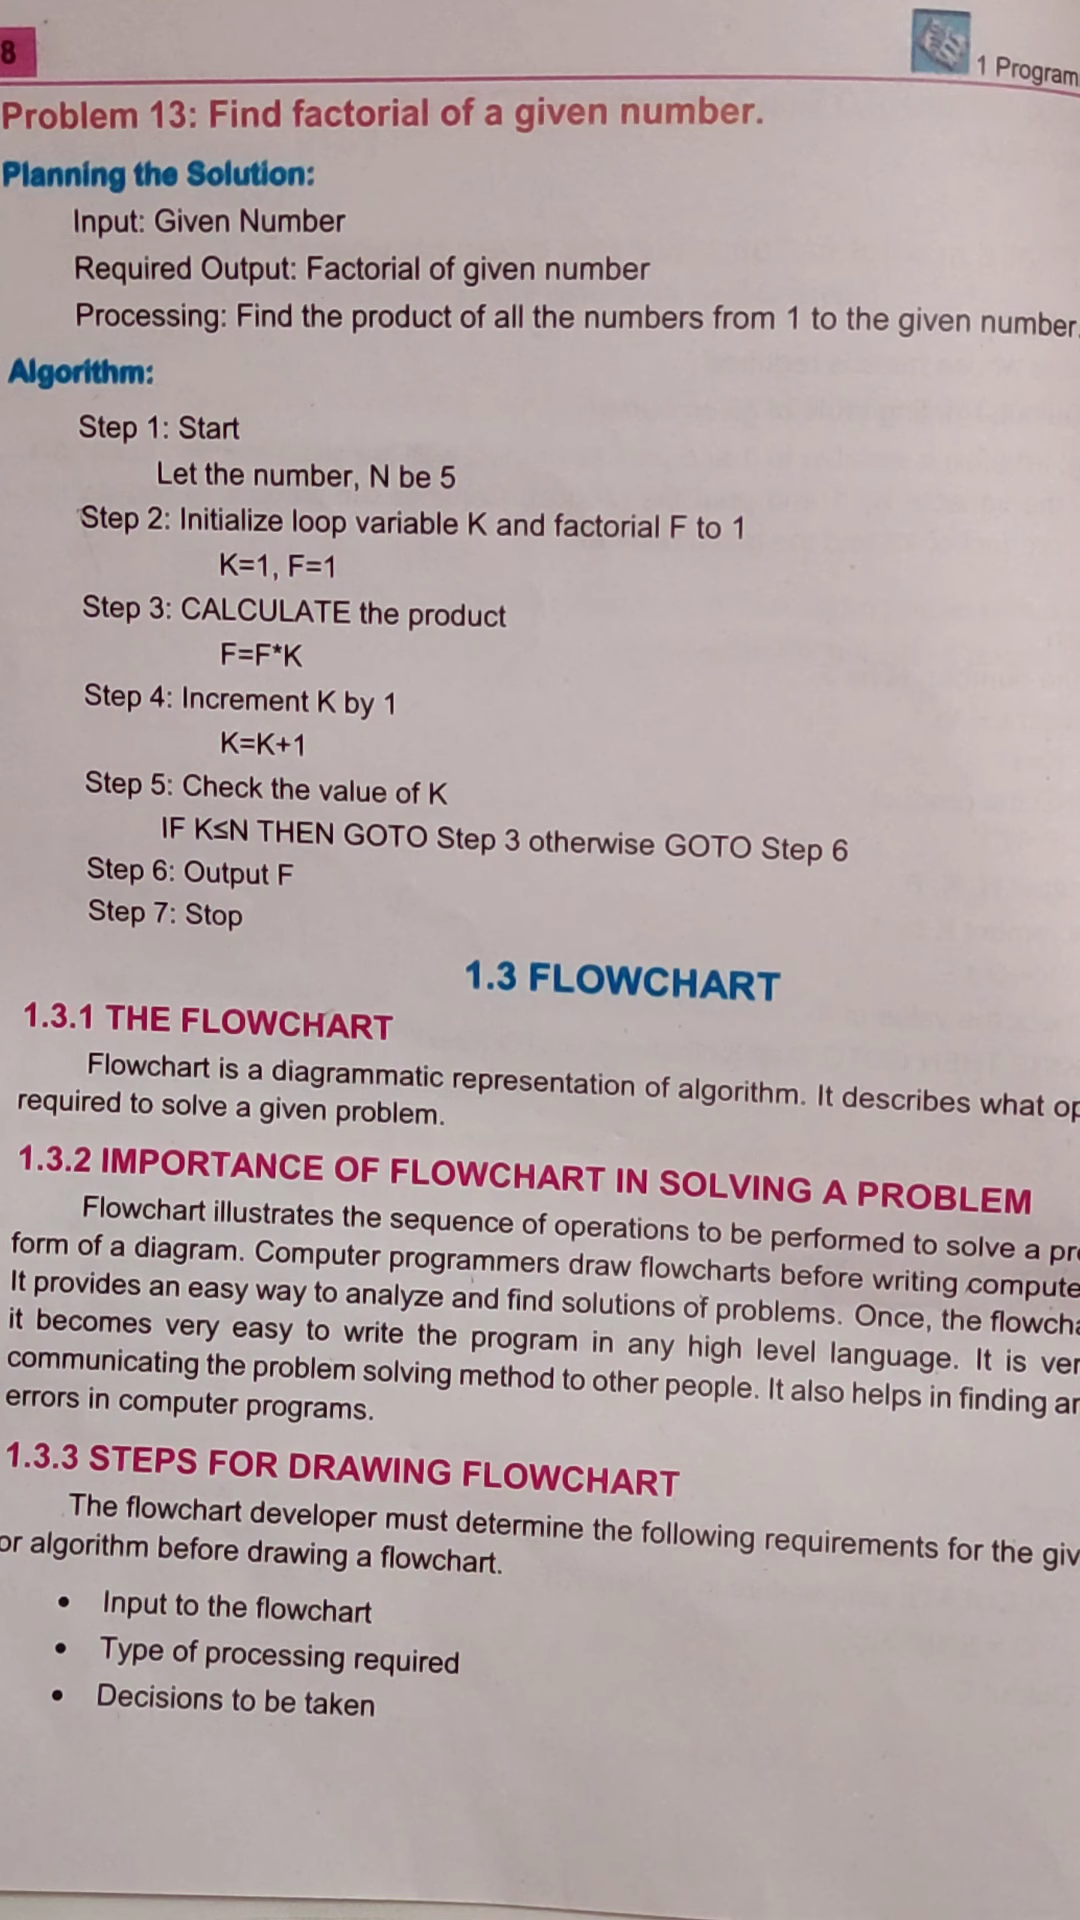 8
1 Program
Problem 13: Find factorial of a given number.
Planning the Solution:
Input: Given Number
Required Output: Factorial of given number
Processing: Find the product of all the numbers from 1 to the given number.
Algorithm:
Step 1: Start
Let the number, N be 5
Step 2: Initialize loop variable K and factorial F to 1
K=1, F=1
Step 3: CALCULATE the product
F=F*K
Step 4: Increment K by 1
K=K+1
Step 5: Check the value of K
IF K≤N THEN GOTO Step 3 otherwise GOTO Step 6
Step 6: Output F
Step 7: Stop
1.3 FLOWCHART
1.3.1 THE FLOWCHART
Flowchart is a diagrammatic representation of algorithm. It describes what op
required to solve a given problem.
1.3.2 IMPORTANCE OF FLOWCHART IN SOLVING A PROBLEM
Flowchart illustrates the sequence of operations to be performed to solve a pr
form of a diagram. Computer programmers draw flowcharts before writing compute
It provides an easy way to analyze and find solutions of problems. Once, the flowcha
it becomes very easy to write the program in any high level language. It is ver
communicating the problem solving method to other people. It also helps in finding an
errors in computer programs.
1.3.3 STEPS FOR DRAWING FLOWCHART
The flowchart developer must determine the following requirements for the giv
or algorithm before drawing a flowchart.
• Input to the flowchart
• Type of processing required
• Decisions to be taken